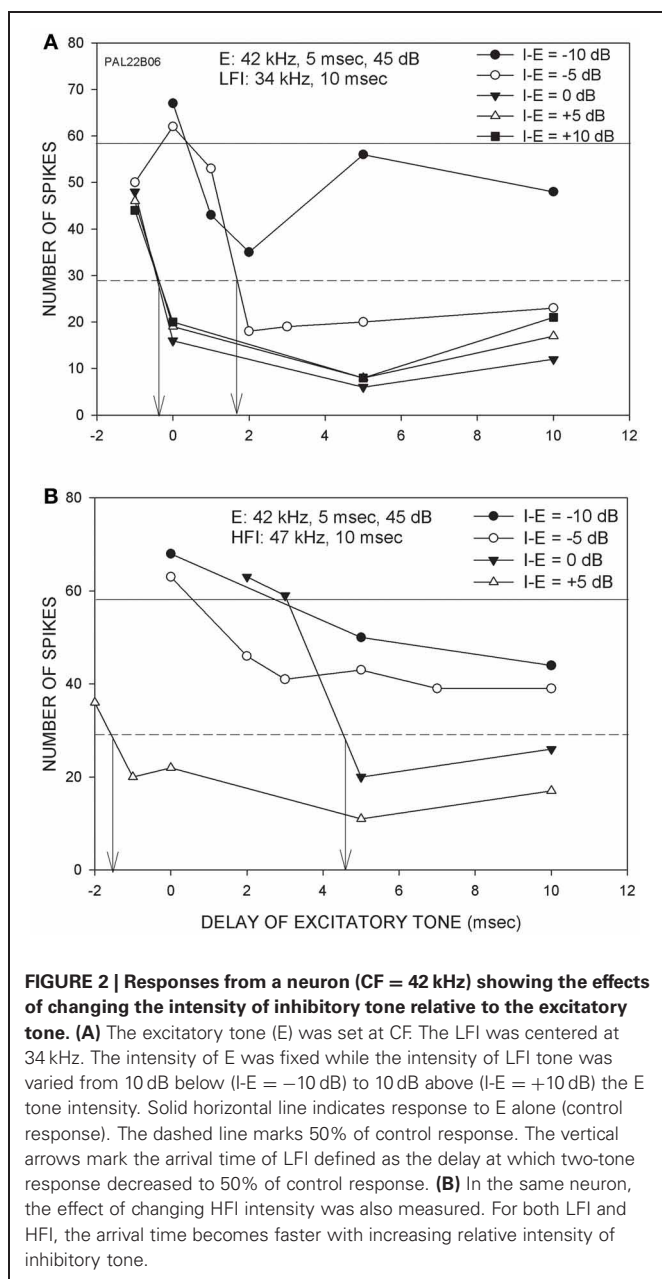 A
80
70
60
50
40
30
20
10
0
NUMBER OF SPIKES
PAL22B06
E: 42 kHz, 5 msec, 45 dB
LFI: 34 kHz, 10 msec
I-E = -10 dB
I-E = -5 dB
I-E = 0 dB
I-E = +5 dB
I-E = +10 dB
-2 0 2 4 6 8 10 12
B
80
60
40
20
0
NUMBER OF SPIKES
E: 42 kHz, 5 msec, 45 dB
HFI: 47 kHz, 10 msec
I-E = -10 dB
I-E = -5 dB
I-E = 0 dB
I-E = +5 dB
-2 0 2 4 6 8 10 12
DELAY OF EXCITATORY TONE (msec)
FIGURE 2 | Responses from a neuron (CF = 42 kHz) showing the effects
of changing the intensity of inhibitory tone relative to the excitatory
tone. (A) The excitatory tone (E) was set at CF. The LFI was centered at
34 kHz. The intensity of E was fixed while the intensity of LFI tone was
varied from 10 dB below (I-E = −10 dB) to 10 dB above (I-E = +10 dB) the E
tone intensity. Solid horizontal line indicates response to E alone (control
response). The dashed line marks 50% of control response. The vertical
arrows mark the arrival time of LFI defined as the delay at which two-tone
response decreased to 50% of control response. (B) In the same neuron,
the effect of changing HFI intensity was also measured. For both LFI and
HFI, the arrival time becomes faster with increasing relative intensity of
inhibitory tone.